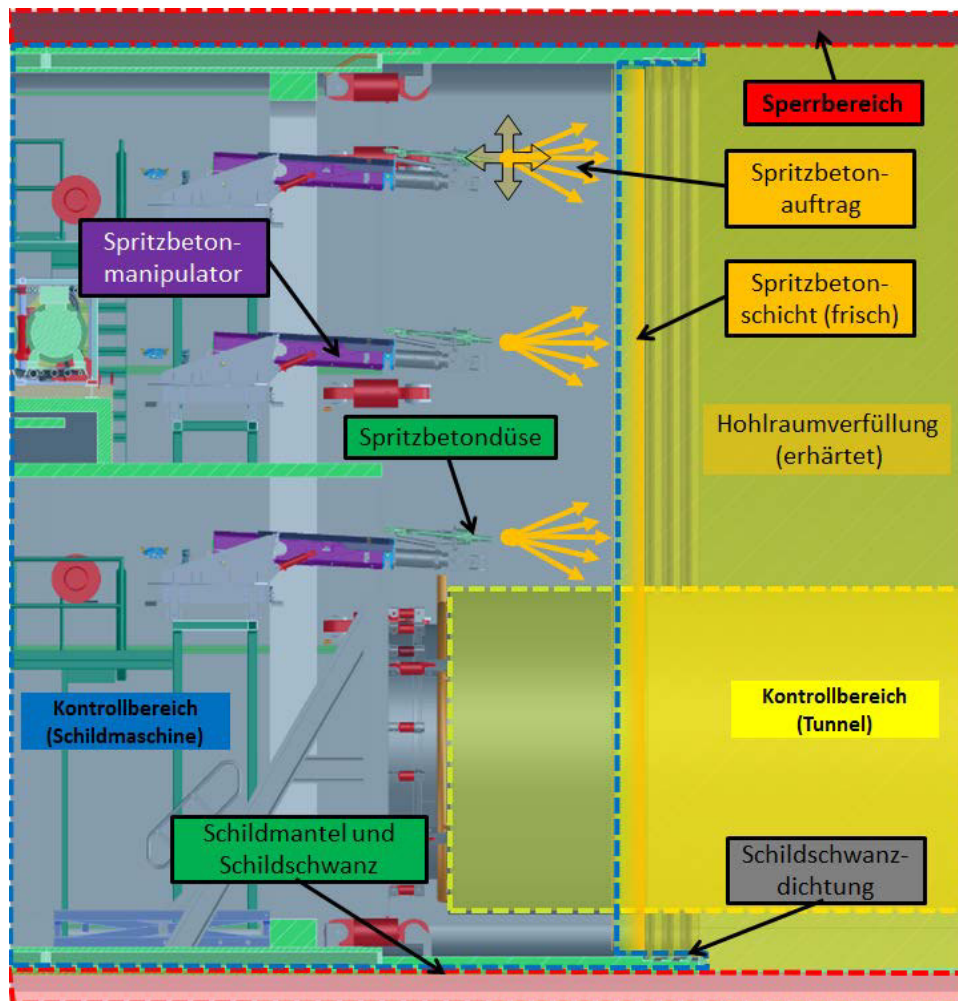 Sperrbereich
Spritzbeton-
auftrag
Spritzbeton-
manipulator
Spritzbeton-
schicht (frisch)
Spritzbetondüse
Hohlraumverfüllung
(erhärtet)
Kontrollbereich
(Schildmaschine)
Kontrollbereich
(Tunnel)
Schildmantel und
Schildschwanz
Schildschwanz-
dichtung